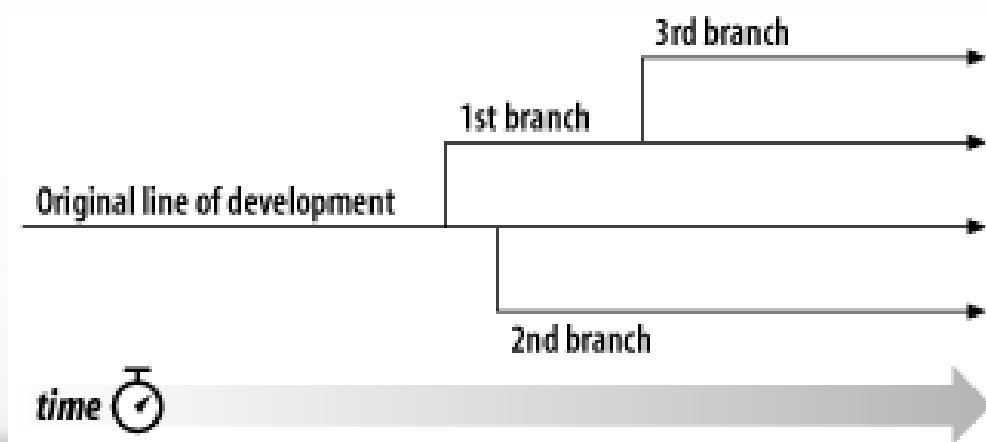 3rd branch
1st branch
Original line of development
2nd branch
time